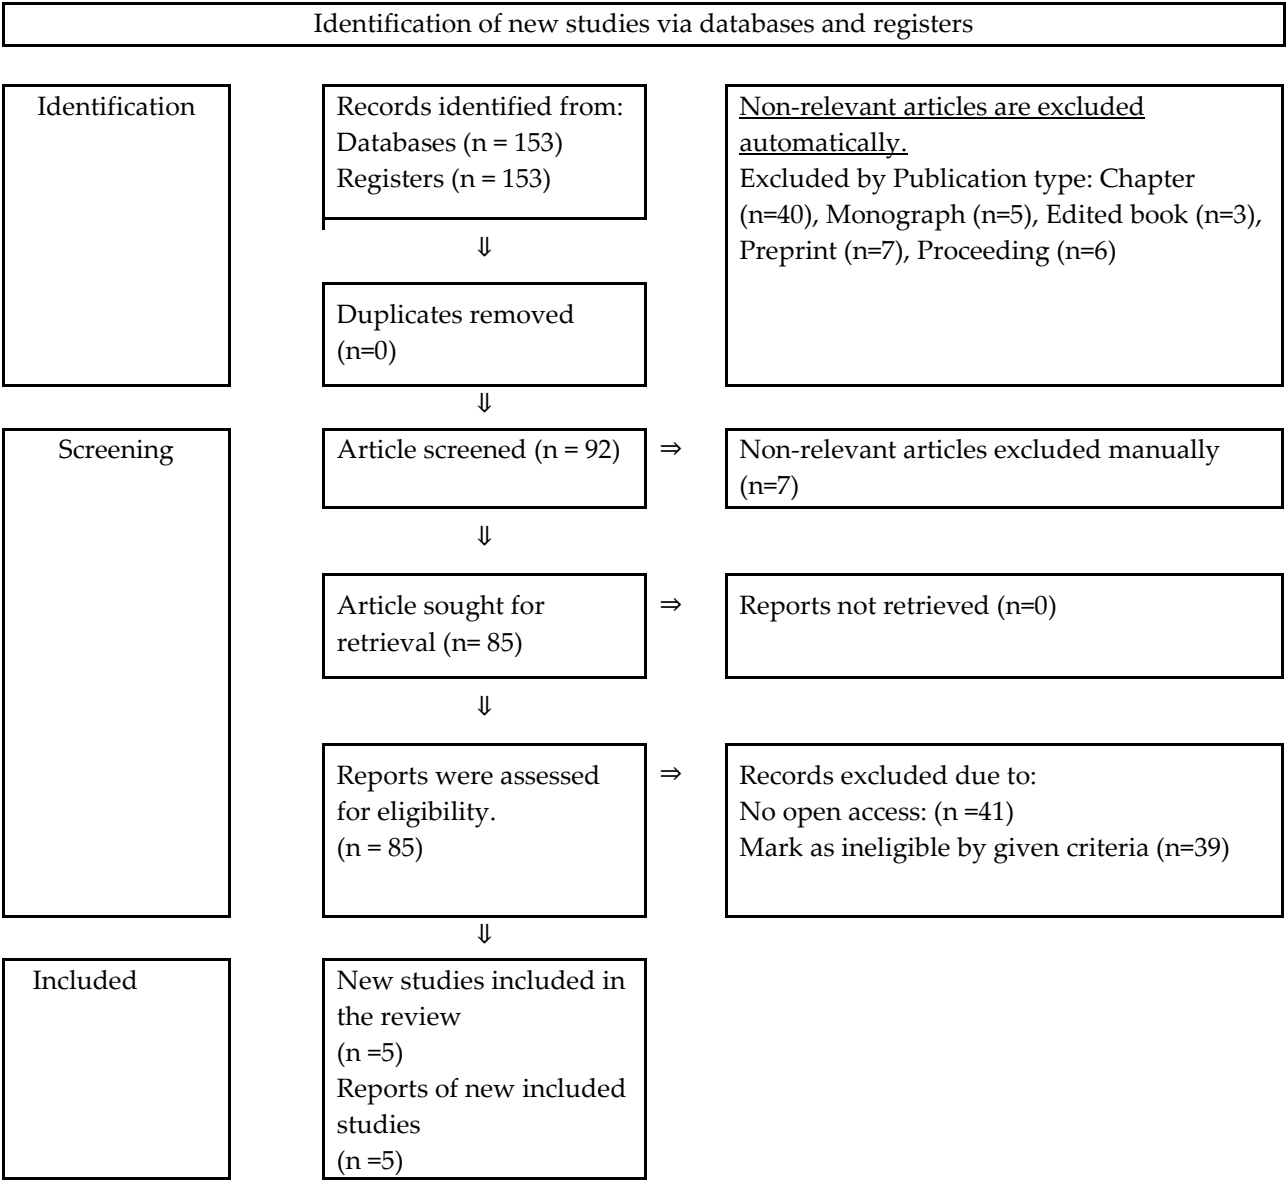 Identification of new studies via databases and registers
Identification
Records identified from:
Databases (n = 153)
Registers (n = 153)
Non-relevant articles are excluded
automatically.
Excluded by Publication type: Chapter
(n=40), Monograph (n=5), Edited book (n=3),
Preprint (n=7), Proceeding (n=6)
⇓
Duplicates removed
(n=0)
⇓
Screening
Article screened (n = 92)
⇒
Non-relevant articles excluded manually
(n=7)
⇓
Article sought for
retrieval (n= 85)
⇒
Reports not retrieved (n=0)
⇓
Reports were assessed
for eligibility.
(n = 85)
⇒
Records excluded due to:
No open access: (n =41)
Mark as ineligible by given criteria (n=39)
⇓
Included
New studies included in
the review
(n =5)
Reports of new included
studies
(n =5)